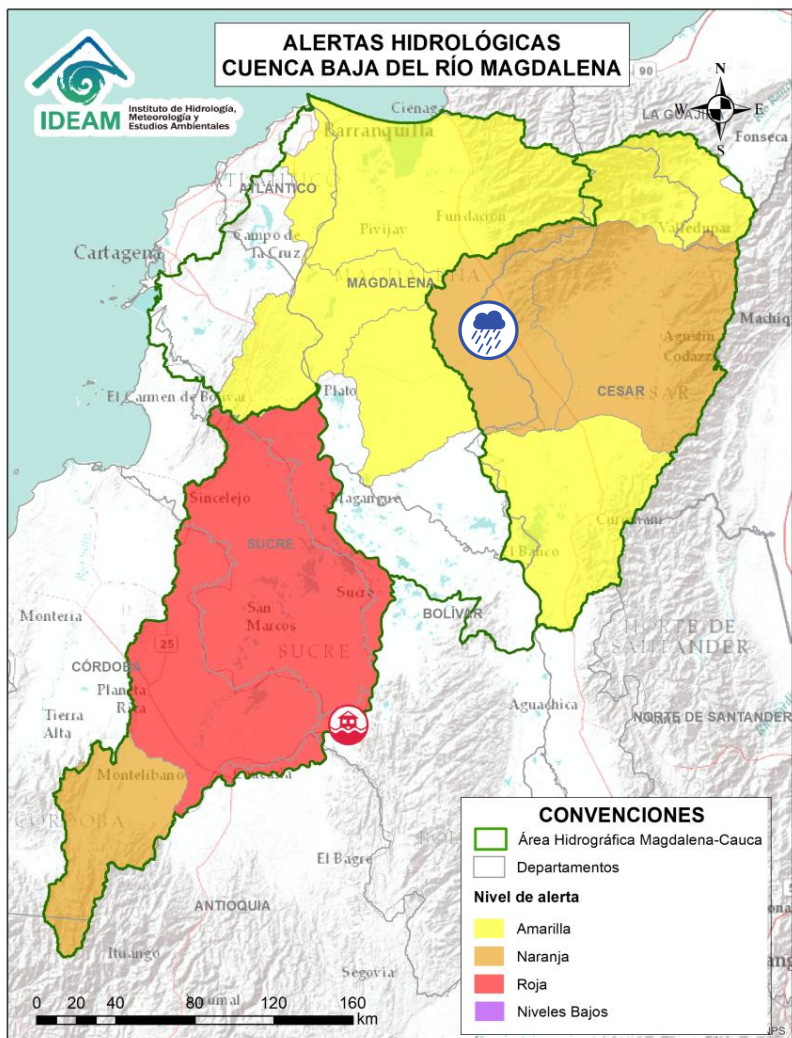 ALERTAS HIDROLÓGICAS
CUENCA BAJA DEL RÍO MAGDALENA
IDEAM
Instituto de Hidrología,
Meteorología y
Estudios Ambientales
90
N
W E
S
Ciénaga
LA GUAJIRA
Barranquilla
Fonseca
ATLÁNTICO
Pivijay
Fundación
Valledupar
Campo de
La Cruz
Cartagena
MAGDALENA
Agustín
Codazzi
CESAR
El Carmen de Bolívar
Plato
Sincelejo
Magangué
SUCRE
El Banco
Sucre
San
Marcos
BOLÍVAR
Montería
SUCRE
25
CÓRDOBA
Planeta
Rica
Tierra
Alta
Aguachica
NORTE DE
SANTANDER
NORTE DE SANTANDER
Montelíbano
Caucasia
El Bagre
ANTIOQUIA
Ituango
Segovia
CONVENCIONES
Área Hidrográfica Magdalena-Cauca
Departamentos
Nivel de alerta
Amarilla
Naranja
Roja
Niveles Bajos
0 20 40 80 120 160
km